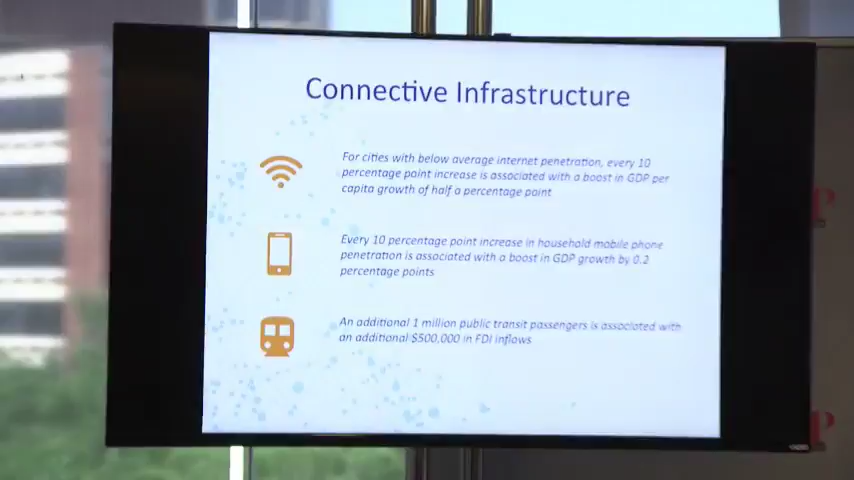 Connective Infrastructure
For cities with below average internet penetration, every 10
percentage point increase is associated with a boost in GDP per
capita growth of half a percentage point
Every 10 percentage point increase in household mobile phone
penetration is associated with a boost in GDP growth by 0.2
percentage points
An additional 1 million public transit passengers is associated with
an additional $500,000 in FDI inflows
P
P